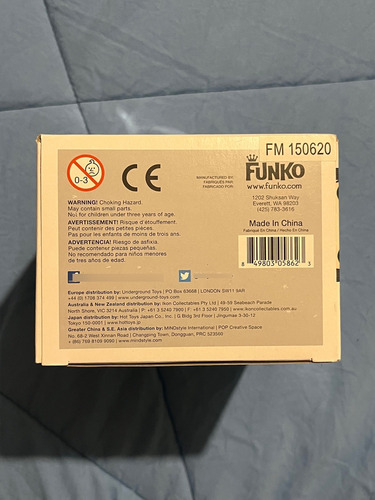 FM 150620
0-3
CE
MANUFACTURED BY
FABRIQUÉS PAR
FABRICADO POR
FUNKO
www.funko.com
1202 Shuksan Way
Everett, WA 98203
(425) 783-3616
WARNING! Choking Hazard.
May contain small parts.
Not for children under three years of age.
AVERTISSEMENT! Risque d'étouffement.
Peut contenir des petites pièces.
Pas pour les enfants de moins de trois ans.
ADVERTENCIA! Riesgo de asfixia.
Puede contener piezas pequeñas.
No recomendado para niños menores
de tres años de edad.
Made In China
Fabriqué En Chine / Hecho En China
8 49803 05862 3
Europe distribution by: Underground Toys | PO Box 63668 | LONDON SW11 9AR
+44 (0) 1708 374 499 | www.underground-toys.com
Australia & New Zealand distribution by: Ikon Collectables Pty Ltd | 49-59 Sealeach Parade
North Shore, VIC 3214 Australia | P: +61 3 5240 7900 | F: +61 3 5240 7950 | www.ikoncollectables.com.au
Japan distribution by: Hot Toys Japan Co., Inc. | G Bldg 3rd Floor | Jingumae 3-30-12
Tokyo 150-0001 | www.hottoys.jp
Greater China & S.E. Asia distribution by: MINDstyle International | POP Creative Space
No. 68-2 West Xinnan Road | Changping Town, Dongguan, PRC 523500
+ (86) 759 8103 9090 | www.mindstyle.com